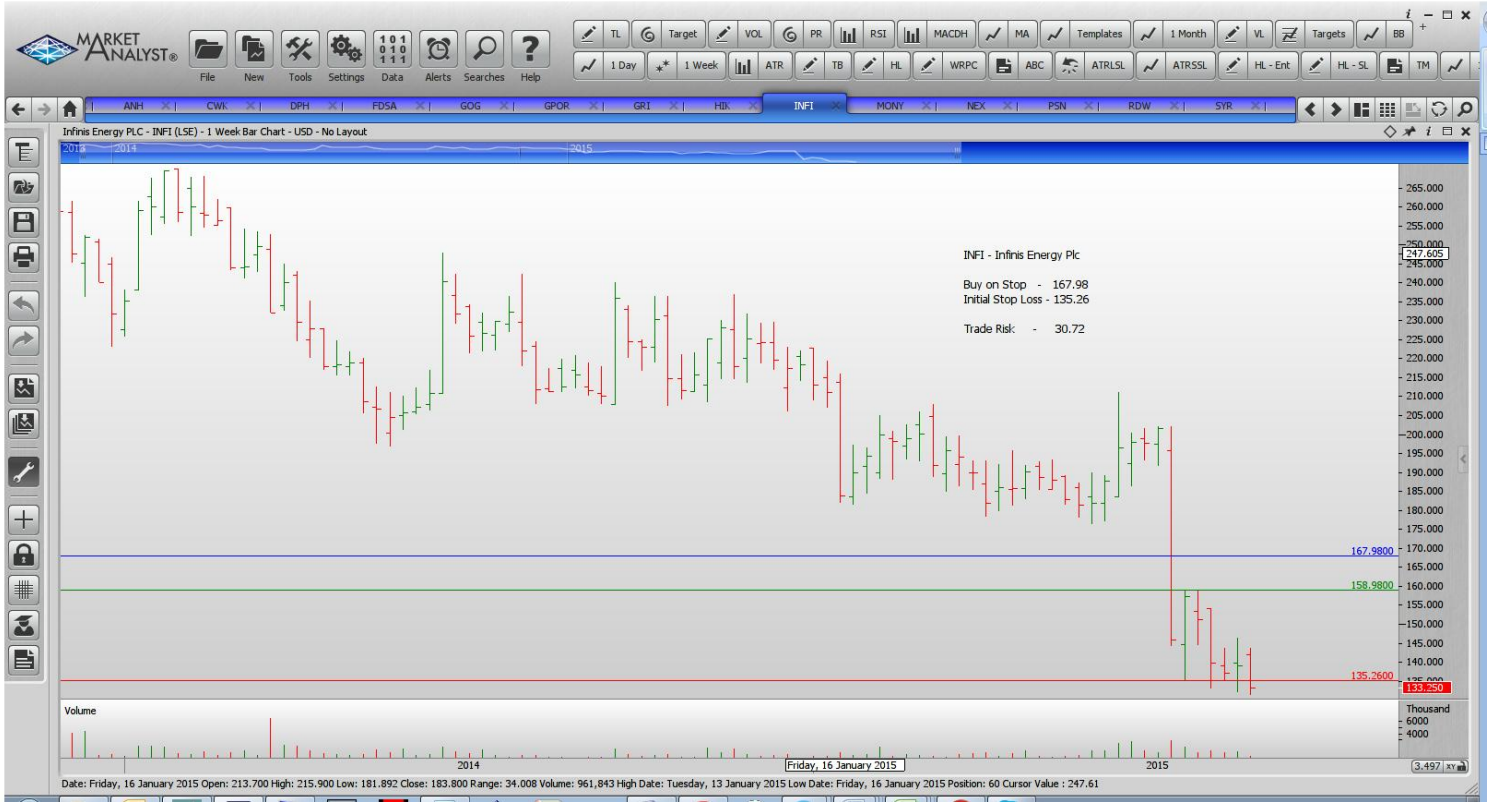 i
MARKET
ANALYST®
File New Tools Settings Data Alerts Searches Help
TL Target VOL PR RSI MACDH MA Templates 1 Month VL Targets BB
1 Day 1 Week ATR TB HL WRPC ABC ATRLSL ATRSSL HL - Ent HL - SL TM
ANH CWK DPH FDSA GOG GPOR GRI HIK INFI MONY NEX PSN RDW SYR
Infinis Energy PLC - INFI (LSE) - 1 Week Bar Chart - USD - No Layout
2013 2014 2015
265.000
260.000
255.000
250.000
247.605
245.000
240.000
235.000
230.000
225.000
220.000
215.000
210.000
205.000
200.000
195.000
190.000
185.000
180.000
175.000
170.000
165.000
160.000
155.000
150.000
145.000
140.000
135.000
133.250
INFI - Infinis Energy Plc
Buy on Stop - 167.98
Initial Stop Loss - 135.26
Trade Risk - 30.72
167.9800
158.9800
135.2600
Volume
Thousand
6000
4000
2014 Friday, 16 January 2015 2015
3.497 XY
Date: Friday, 16 January 2015 Open: 213.700 High: 215.900 Low: 181.892 Close: 183.800 Range: 34.008 Volume: 961,843 High Date: Tuesday, 13 January 2015 Low Date: Friday, 16 January 2015 Position: 60 Cursor Value : 247.61